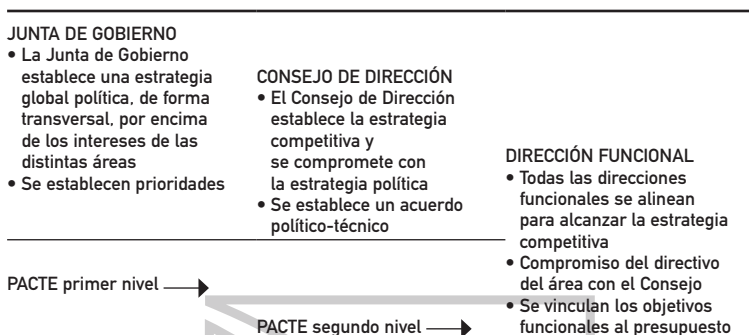 JUNTA DE GOBIERNO
• La Junta de Gobierno
establece una estrategia
global política, de forma
transversal, por encima
de los intereses de las
distintas áreas
• Se establecen prioridades
CONSEJO DE DIRECCIÓN
• El Consejo de Dirección
establece la estrategia
competitiva y
se compromete con
la estrategia política
• Se establece un acuerdo
político-técnico
DIRECCIÓN FUNCIONAL
• Todas las direcciones
funcionales se alinean
para alcanzar la estrategia
competitiva
• Compromiso del directivo
del área con el Consejo
• Se vinculan los objetivos
funcionales al presupuesto
PACTE primer nivel
PACTE segundo nivel